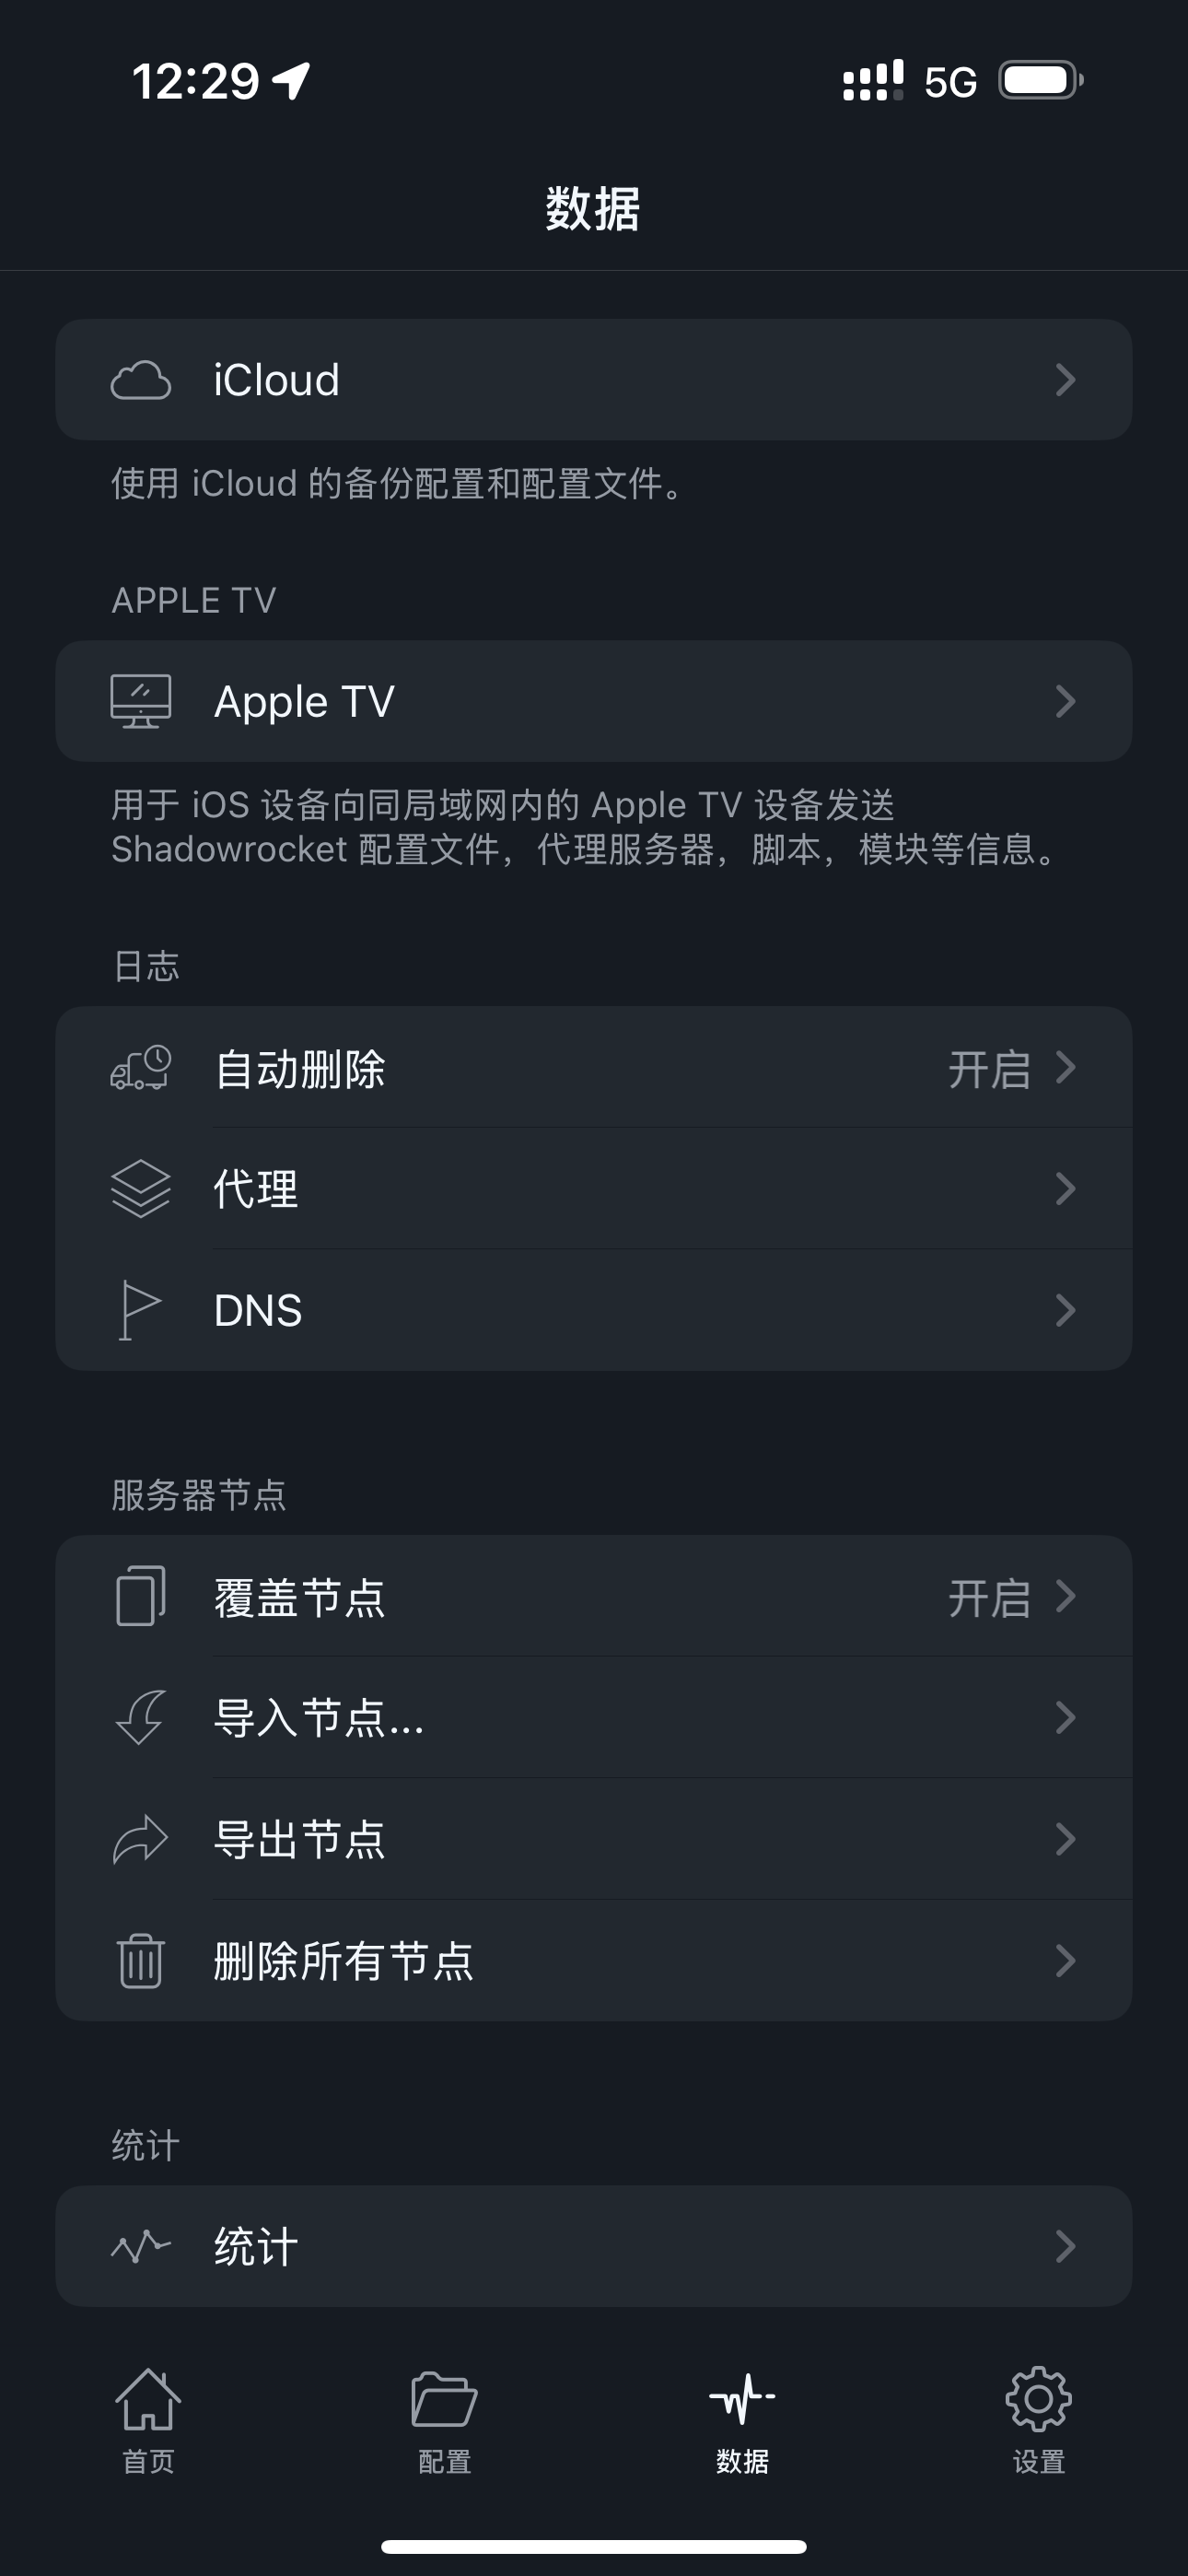 12:29
5G
数据
iCloud
使用 iCloud 的备份配置和配置文件。
APPLE TV
Apple TV
用于 iOS 设备向同局域网内的 Apple TV 设备发送
Shadowrocket 配置文件，代理服务器，脚本，模块等信息。
日志
自动删除 开启
代理
DNS
服务器节点
覆盖节点 开启
导入节点...
导出节点
删除所有节点
统计
统计
首页 配置 数据 设置